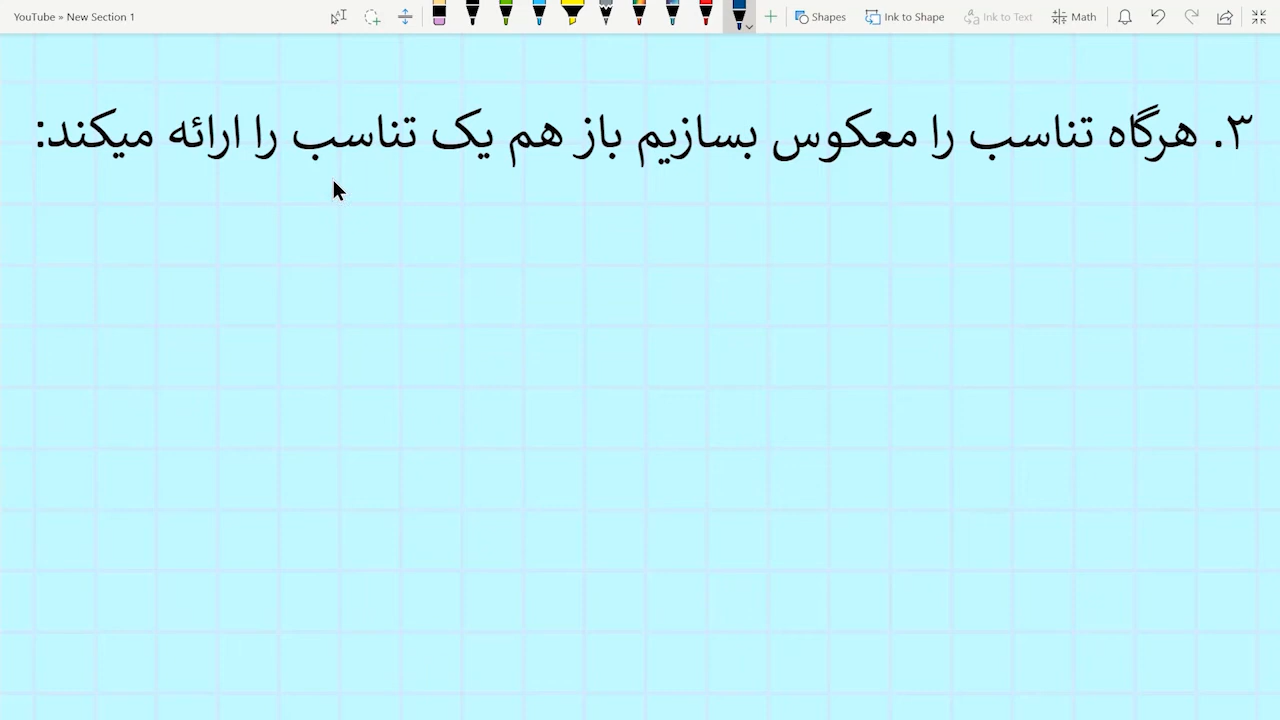 YouTube » New Section 1
Shapes
Ink to Shape
Ink to Text
Math
۳. هرگاه تناسب را معکوس بسازیم باز هم یک تناسب را ارائه میکند: